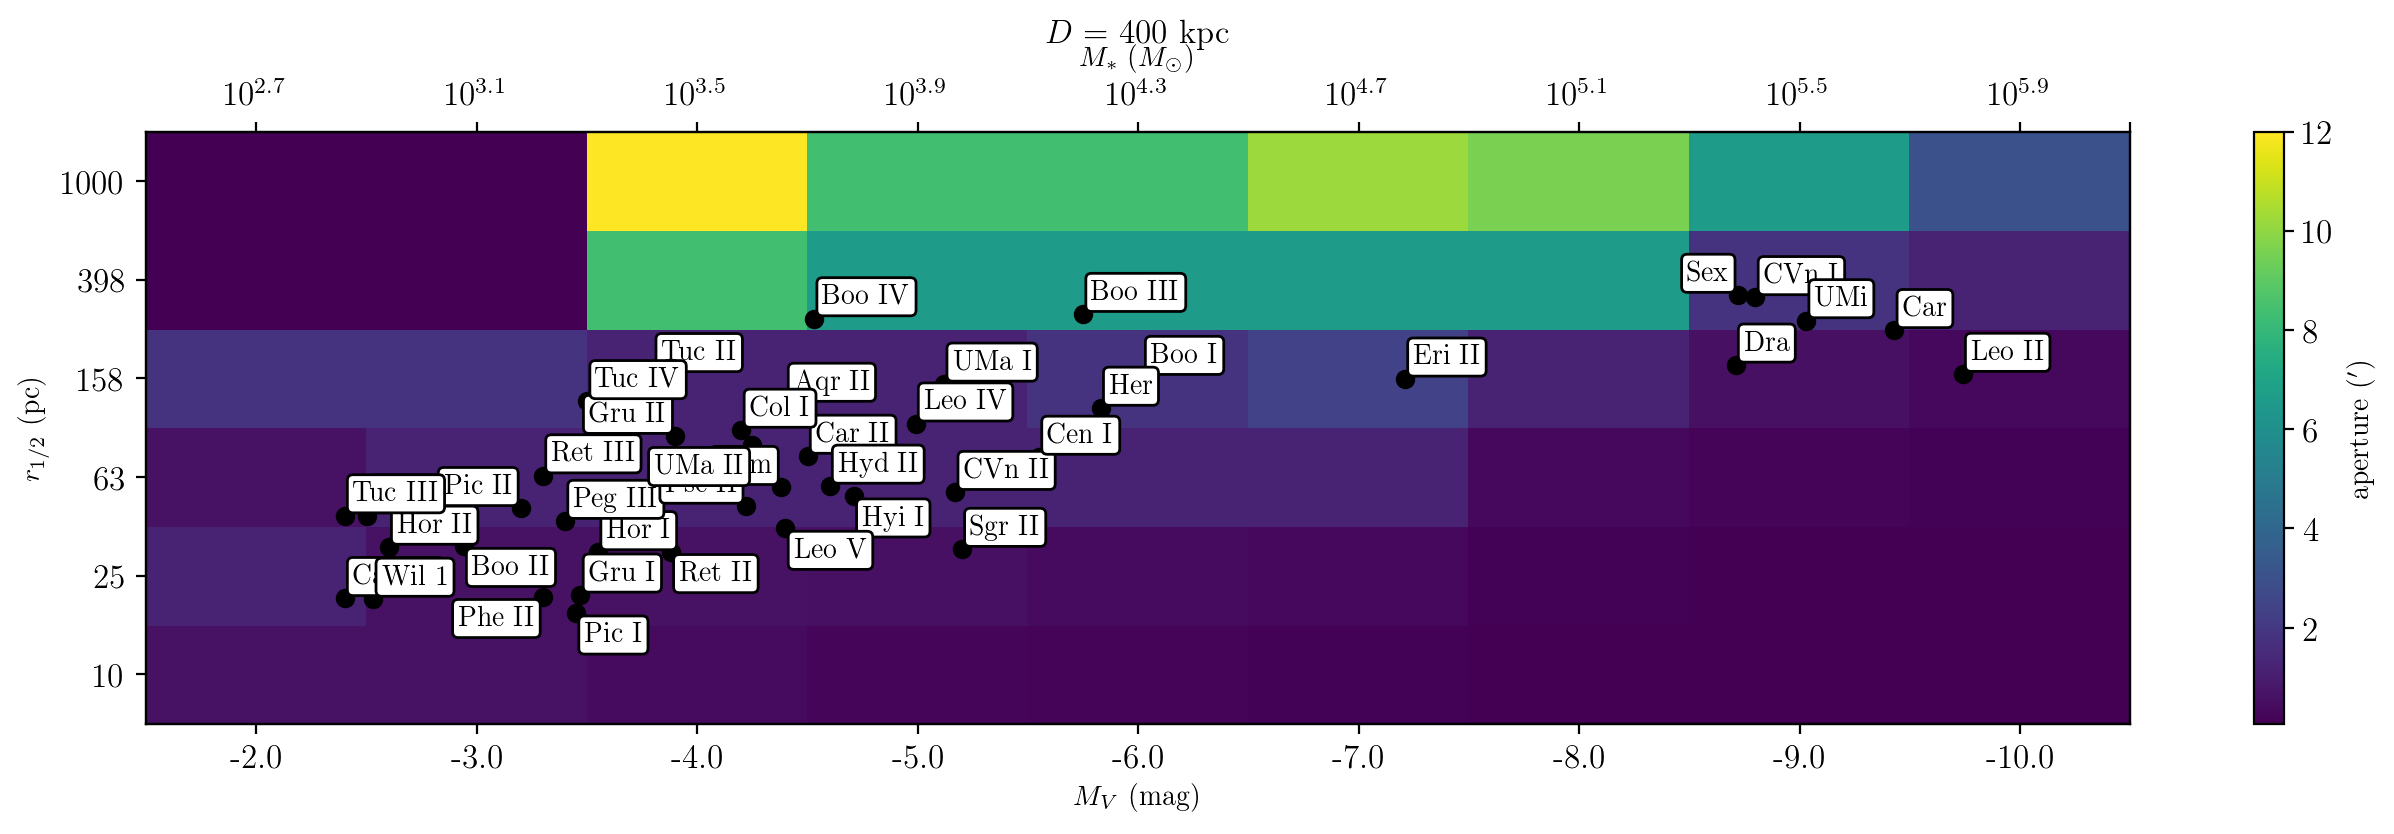 D = 400 kpc
M* (M⊙)
10^2.7 10^3.1 10^3.5 10^3.9 10^4.3 10^4.7 10^5.1 10^5.5 10^5.9
1000
398
158
63
25
10
r1/2 (pc)
Sex
CVn I
UMi
Car
Boo IV
Boo III
Dra
Leo II
Tuc II
Tuc IV
Gru II
Aqr II
Col I
UMa I
Leo IV
Boo I
Her
Eri II
Ret III
Car II
Cen I
UMa II
Hyd II
CVn II
Tuc III
Pic II
Peg III
Hor II
Hor I
Hyi I
Sgr II
Leo V
Wil 1
Boo II
Gru I
Ret II
Phe II
Pic I
-2.0 -3.0 -4.0 -5.0 -6.0 -7.0 -8.0 -9.0 -10.0
MV (mag)
12
10
8
6
4
2
aperture (′)